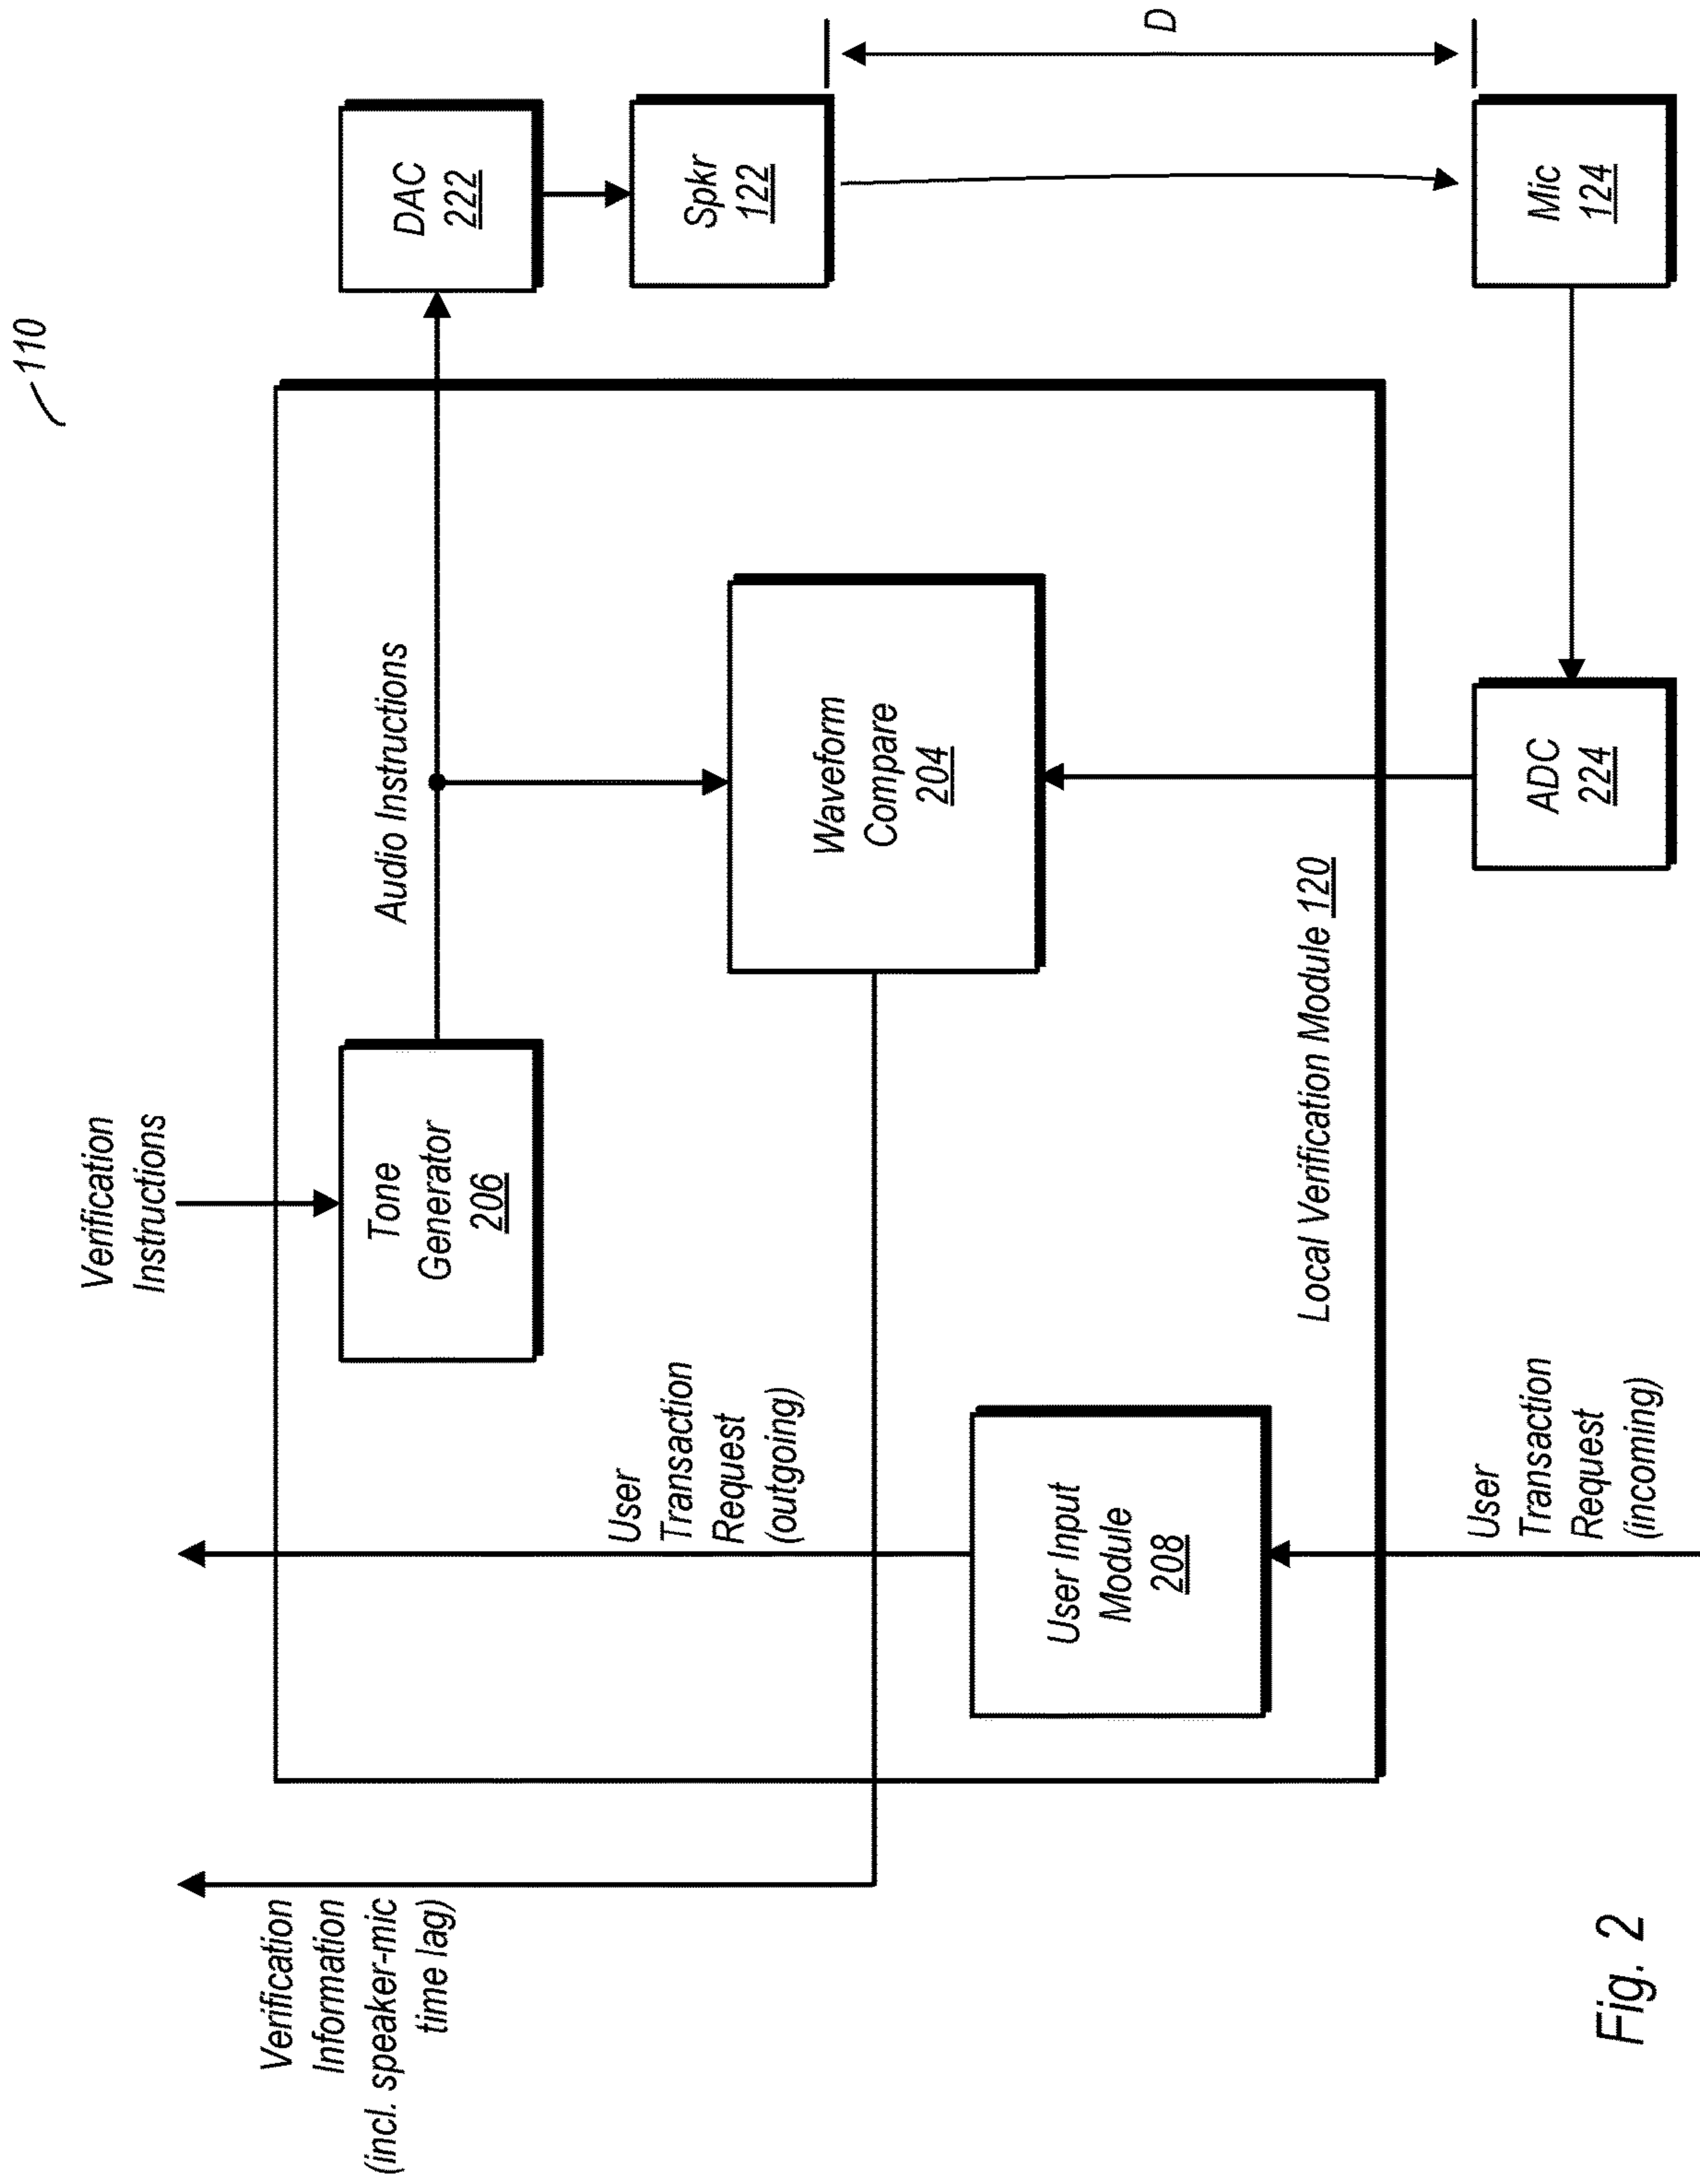 110
Verification
Instructions
Verification
Information
(incl. speaker-mic
time lag)
User
Transaction
Request
(outgoing)
Tone
Generator
206
Audio Instructions
DAC
222
Spkr
122
D
Waveform
Compare
204
User Input
Module
208
Local Verification Module 120
User
Transaction
Request
(incoming)
ADC
224
Mic
124
Fig. 2